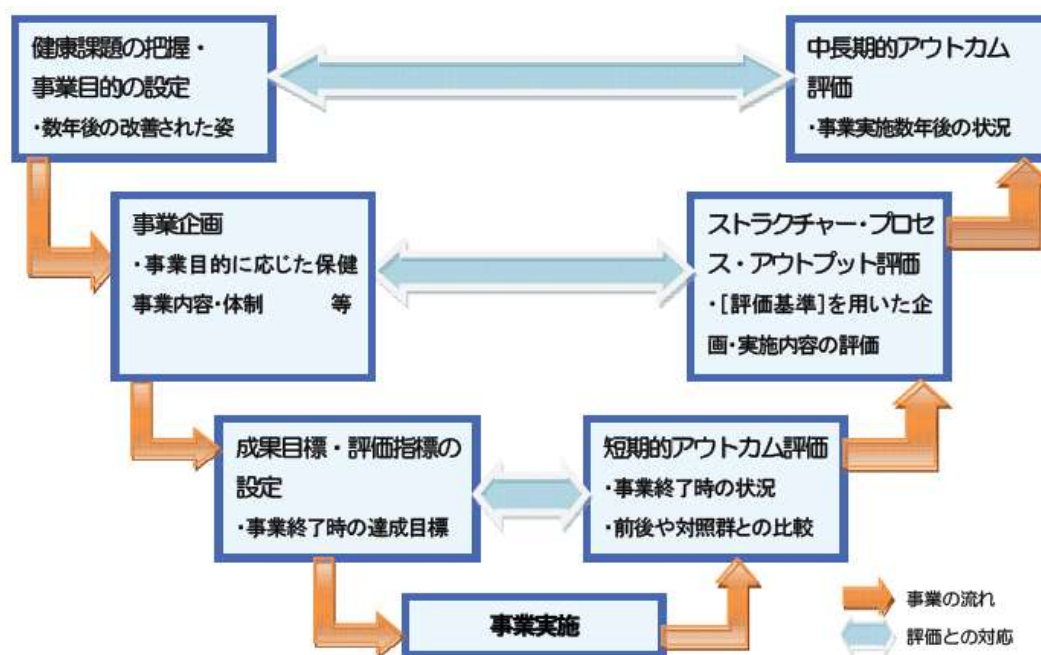 健康課題の把握・
事業目的の設定
・数年後の改善された姿
中長期的アウトカム
評価
・事業実施数年後の状況
事業企画
・事業目的に応じた保健
事業内容・体制　　　等
ストラクチャー・プロセ
ス・アウトプット評価
・[評価基準]を用いた企
画・実施内容の評価
成果目標・評価指標の
設定
・事業終了時の達成目標
短期的アウトカム評価
・事業終了時の状況
・前後や対照群との比較
事業実施
事業の流れ
評価との対応